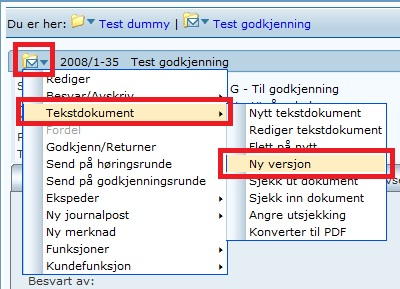 Du er her: Test dummy | Test godkjenning
2008/1-35 Test godkjenning
Rediger
Besvar/Avskriv
G - Til godkjenning
Tekstdokument
Nytt tekstdokument
Fordel
Rediger tekstdokument
Godkjenn/Returner
Flett på nytt
Send på høringsrunde
Ny versjon
Send på godkjenningsrunde
Sjekk ut dokument
Ekspeder
Sjekk inn dokument
Ny journalpost
Angre utsjekking
Ny merknad
Konverter til PDF
Funksjoner
Kundefunksjon
Besvart av: